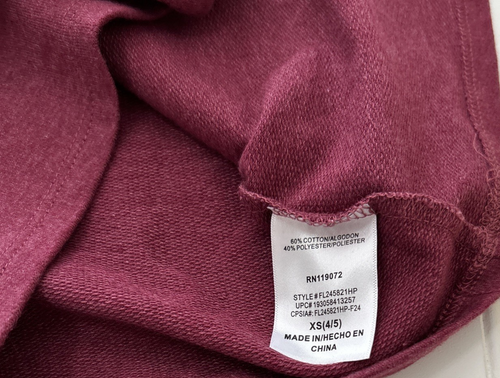 60% COTTON/ALGODON
40% POLYESTER/POLIESTER
RN119072
STYLE # FL245821HP
UPC# 193058413257
CPSIA#: FL245821HP-F24
XS(4/5)
MADE IN/HECHO EN
CHINA